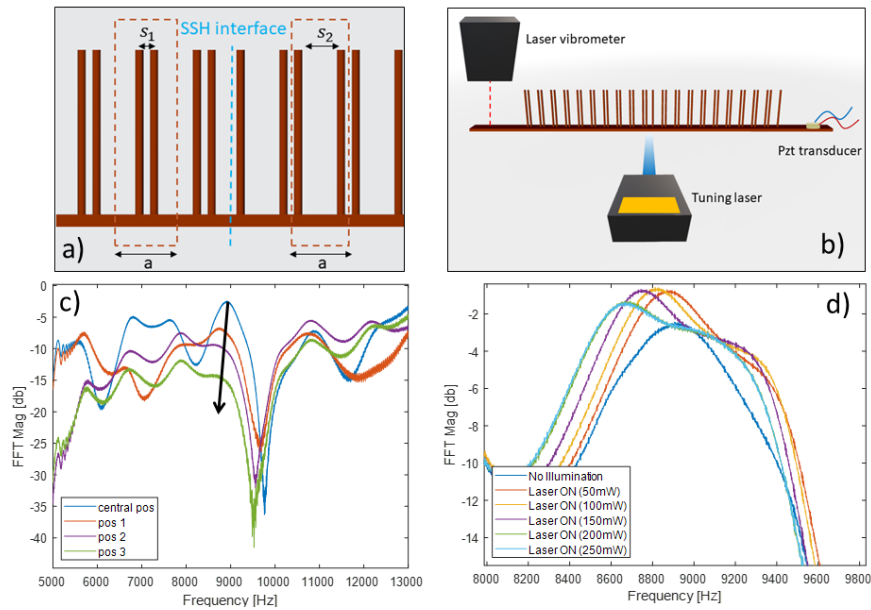 s1
SSH interface
s2
a
a
a)
Laser vibrometer
Pzt transducer
Tuning laser
b)
c)
FFT Mag [db]
0
-5
-10
-15
-20
-25
-30
-35
-40
central pos
pos 1
pos 2
pos 3
5000 6000 7000 8000 9000 10000 11000 12000 13000
Frequency [Hz]
d)
FFT Mag [db]
-2
-4
-6
-8
-10
-12
-14
No Illumination
Laser ON (50mW)
Laser ON (100mW)
Laser ON (150mW)
Laser ON (200mW)
Laser ON (250mW)
8000 8200 8400 8600 8800 9000 9200 9400 9600 9800
Frequency [Hz]